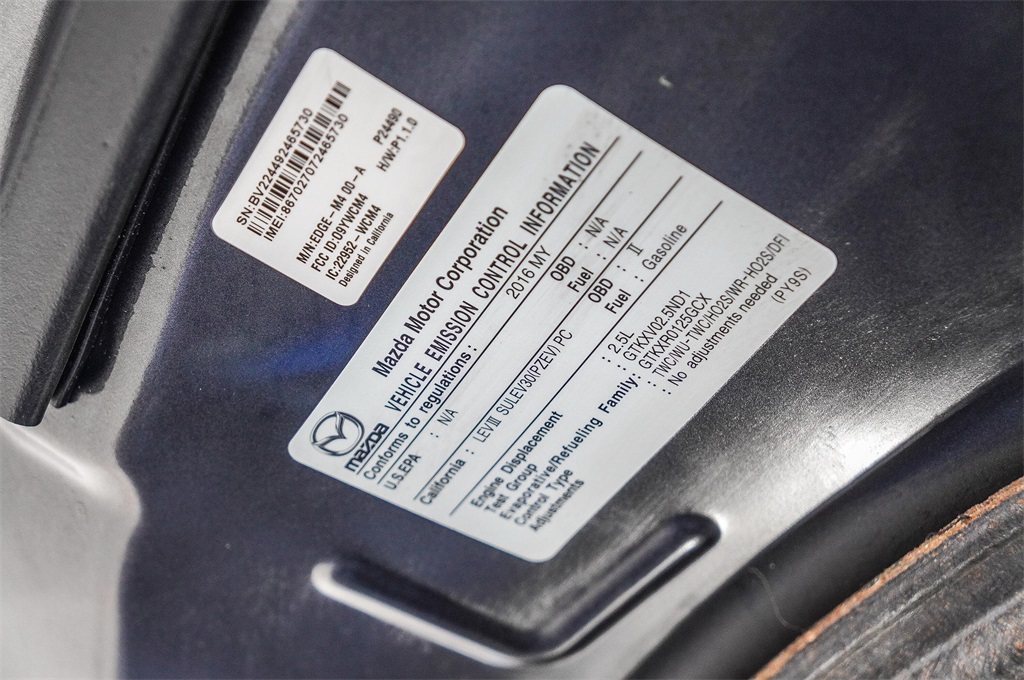 SN:BV224492465730
IMEI:867027072465730
M/N:EDGE-M4 00-A P24490
FCC ID:O9YWCM4 H/W:P1.1.0
IC:22952-WCM4
Designed in California
mazda
Mazda Motor Corporation
VEHICLE EMISSION CONTROL INFORMATION
Conforms to regulations: 2016 MY
U.S.EPA : N/A OBD : N/A
Fuel : N/A
California : LEVIII SULEV30(PZEV) PC OBD : II
Fuel : Gasoline
Engine Displacement : 2.5L
Test Group : GTKXV02.5ND1
Evaporative/Refueling Family: GTKXR0125GCX
Control Type : TWC/WU-TWC/HO2S/WR-HO2S/DFI
Adjustments : No adjustments needed
(PY9S)